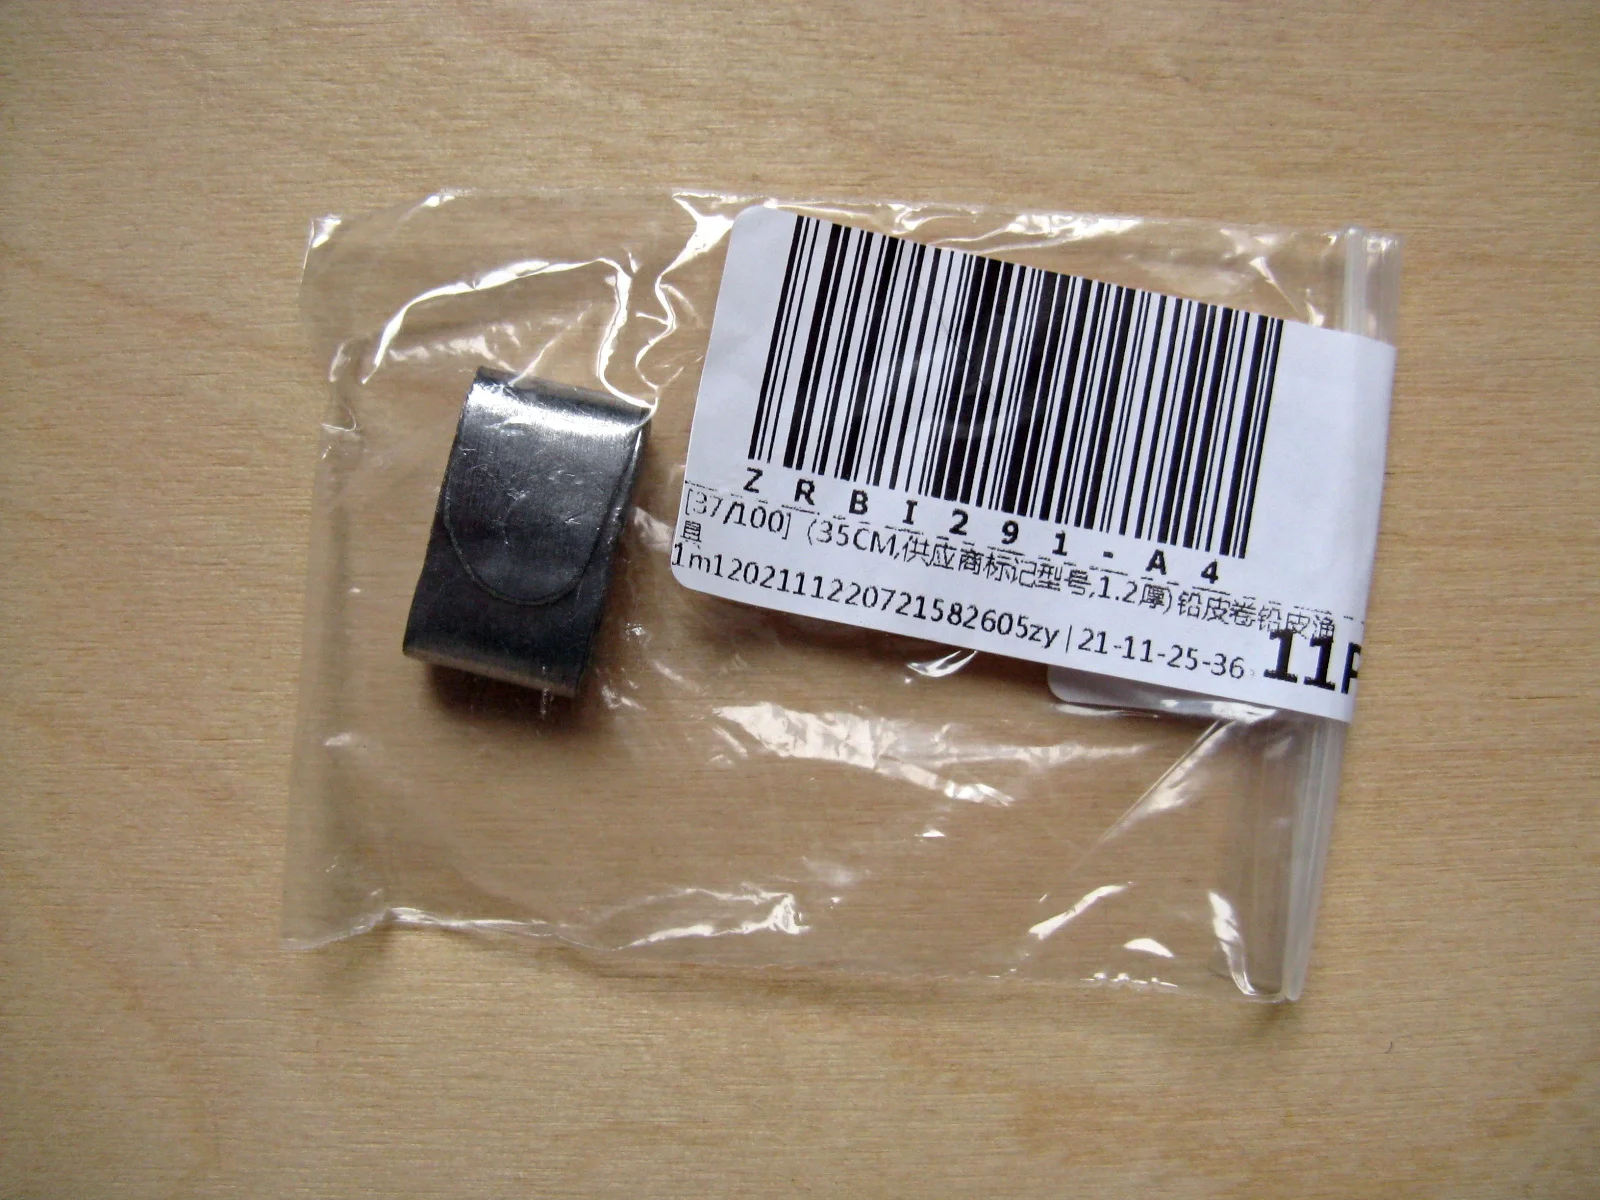 ZRBI291-A4
[37/100] (35CM,供应商标记型号,1.2厚)铅皮卷铅皮渔
具
1m120211122072158260​5zy | 21-11-25-36
11P